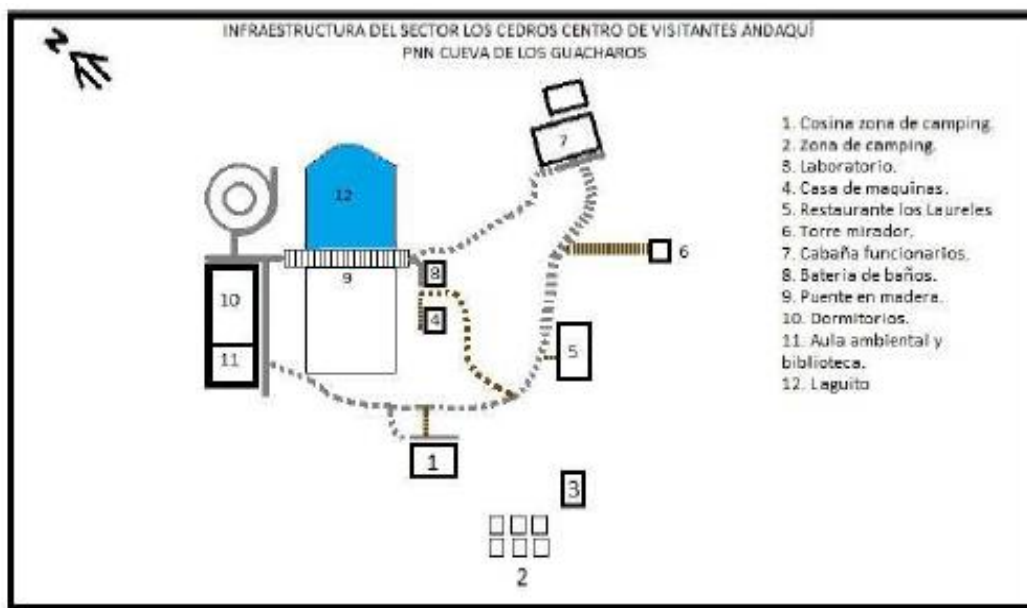 INFRAESTRUCTURA DEL SECTOR LOS CEDROS CENTRO DE VISITANTES ANDAQUÍ
PNN CUEVA DE LOS GUACHAROS
N
1. Cosina zona de camping.
2. Zona de camping.
3. Laboratorio.
4. Casa de maquinas.
5. Restaurante los Laureles
6. Torre mirador.
7. Cabaña funcionarios.
8. Bateria de baños.
9. Puente en madera.
10. Dormitorios.
11. Aula ambiental y
biblioteca.
12. Laguito
7
12
6
9
8
10
4
5
11
1
3
2